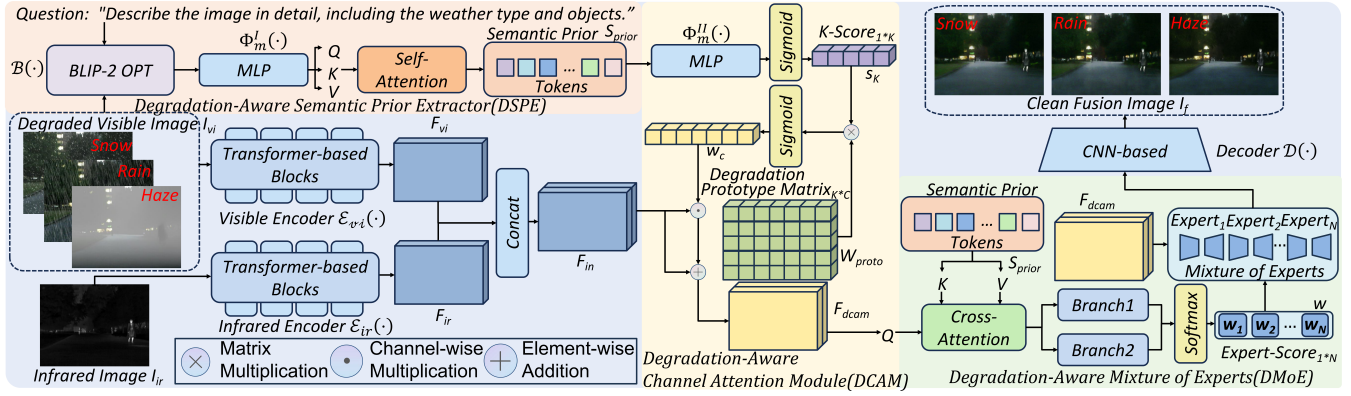 Question: "Describe the image in detail, including the weather type and objects.”
ℬ(·)
BLIP-2 OPT
Φ^I_m(·)
MLP
Q
K
V
Self-
Attention
Semantic Prior S_prior
Tokens
Degradation-Aware Semantic Prior Extractor(DSPE)
Degraded Visible Image I_vi
Snow
Rain
Haze
Transformer-based
Blocks
Visible Encoder ℰ_vi(·)
F_vi
Transformer-based
Blocks
Infrared Encoder ℰ_ir(·)
F_ir
Infrared Image I_ir
Concat
F_in
Matrix
Multiplication
Channel-wise
Multiplication
Element-wise
Addition
Φ^II_m(·)
MLP
Sigmoid
K-Score_1*K
s_K
Sigmoid
w_c
Degradation
Prototype Matrix_K*C
W_proto
F_dcam
Degradation-Aware
Channel Attention Module(DCAM)
Snow
Rain
Haze
Clean Fusion Image I_f
CNN-based
Decoder 𝒟(·)
Semantic Prior
Tokens
S_prior
K
V
Q
Cross-
Attention
F_dcam
Branch1
Branch2
Softmax
Expert_1 Expert_2 Expert_N
...
Mixture of Experts
w
w_1 w_2 ... w_N
Expert-Score_1*N
Degradation-Aware Mixture of Experts(DMoE)